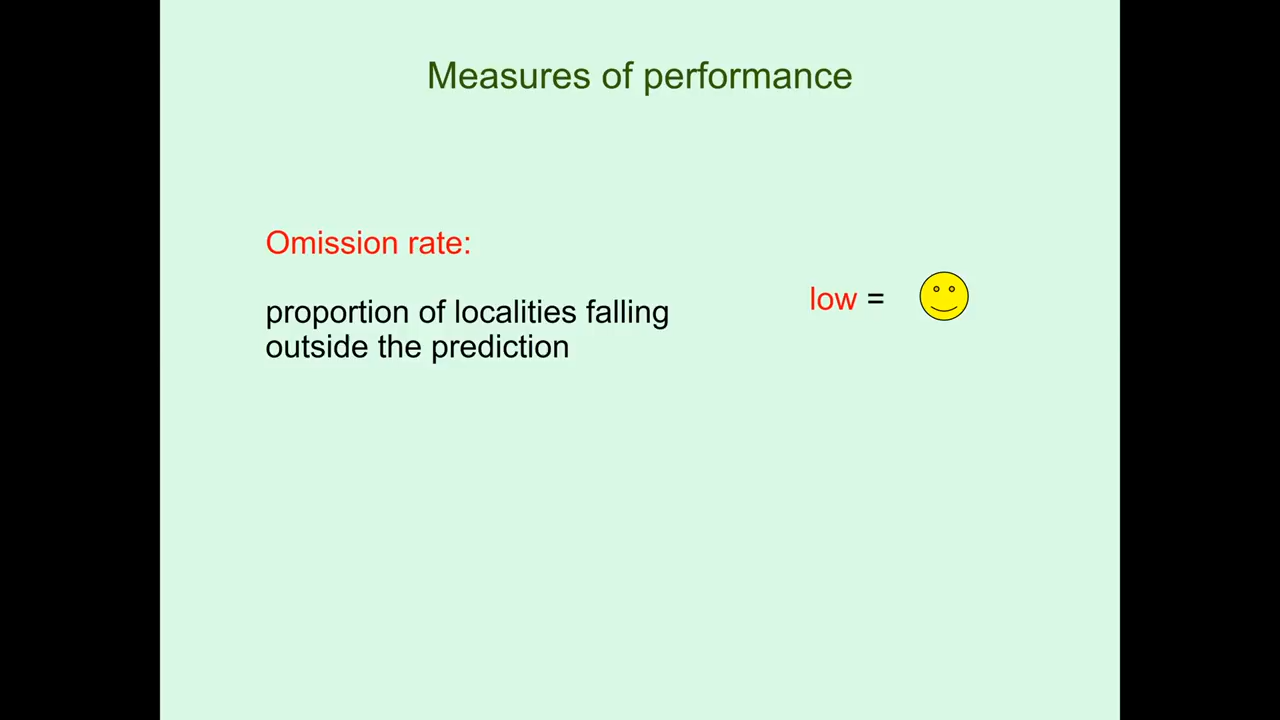 Measures of performance
Omission rate:
proportion of localities falling
outside the prediction
low =